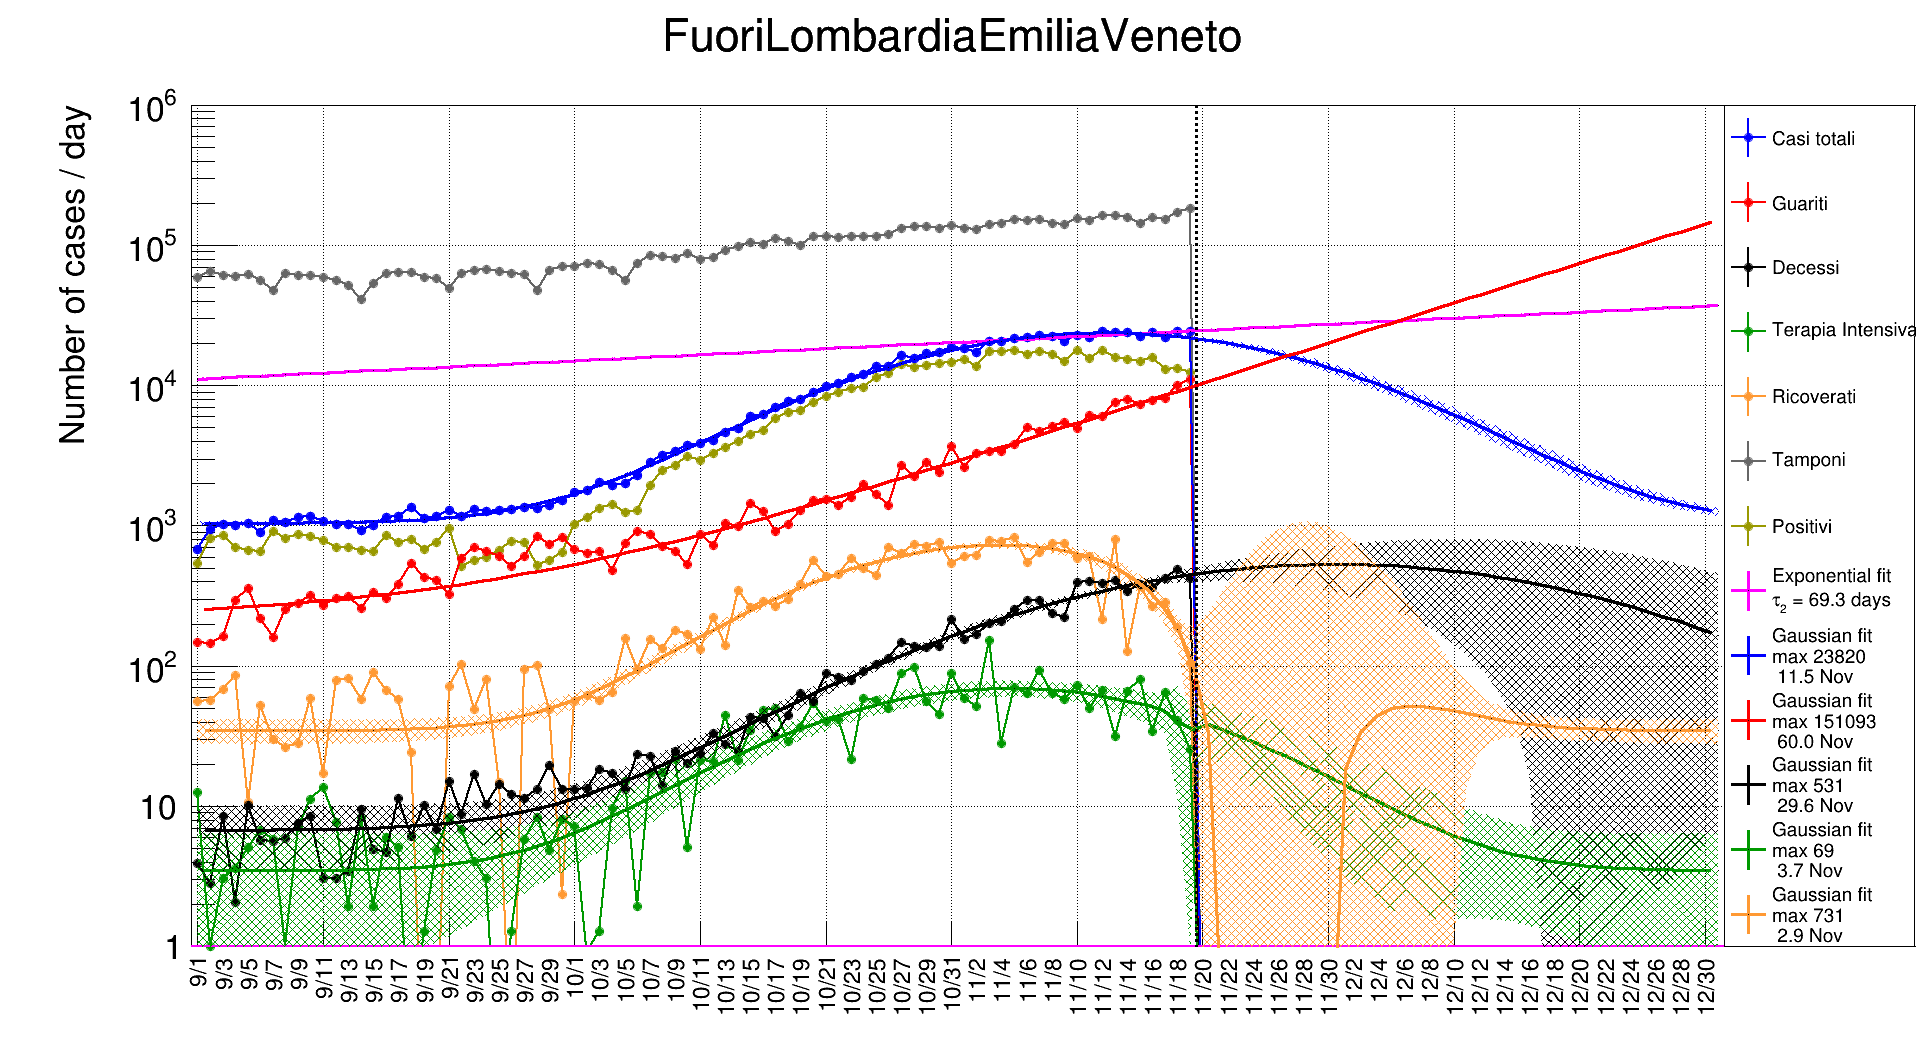 FuoriLombardiaEmiliaVeneto
Number of cases / day
10^6
10^5
10^4
10^3
10^2
10
1
9/1 9/3 9/5 9/7 9/9 9/11 9/13 9/15 9/17 9/19 9/21 9/23 9/25 9/27 9/29 10/1 10/3 10/5 10/7 10/9 10/11 10/13 10/15 10/17 10/19 10/21 10/23 10/25 10/27 10/29 10/31 11/2 11/4 11/6 11/8 11/10 11/12 11/14 11/16 11/18 11/20 11/22 11/24 11/26 11/28 11/30 12/2 12/4 12/6 12/8 12/10 12/12 12/14 12/16 12/18 12/20 12/22 12/24 12/26 12/28 12/30
Casi totali
Guariti
Decessi
Terapia Intensiva
Ricoverati
Tamponi
Positivi
Exponential fit
τ2 = 69.3 days
Gaussian fit
max 23820
11.5 Nov
Gaussian fit
max 151093
60.0 Nov
Gaussian fit
max 531
29.6 Nov
Gaussian fit
max 69
3.7 Nov
Gaussian fit
max 731
2.9 Nov